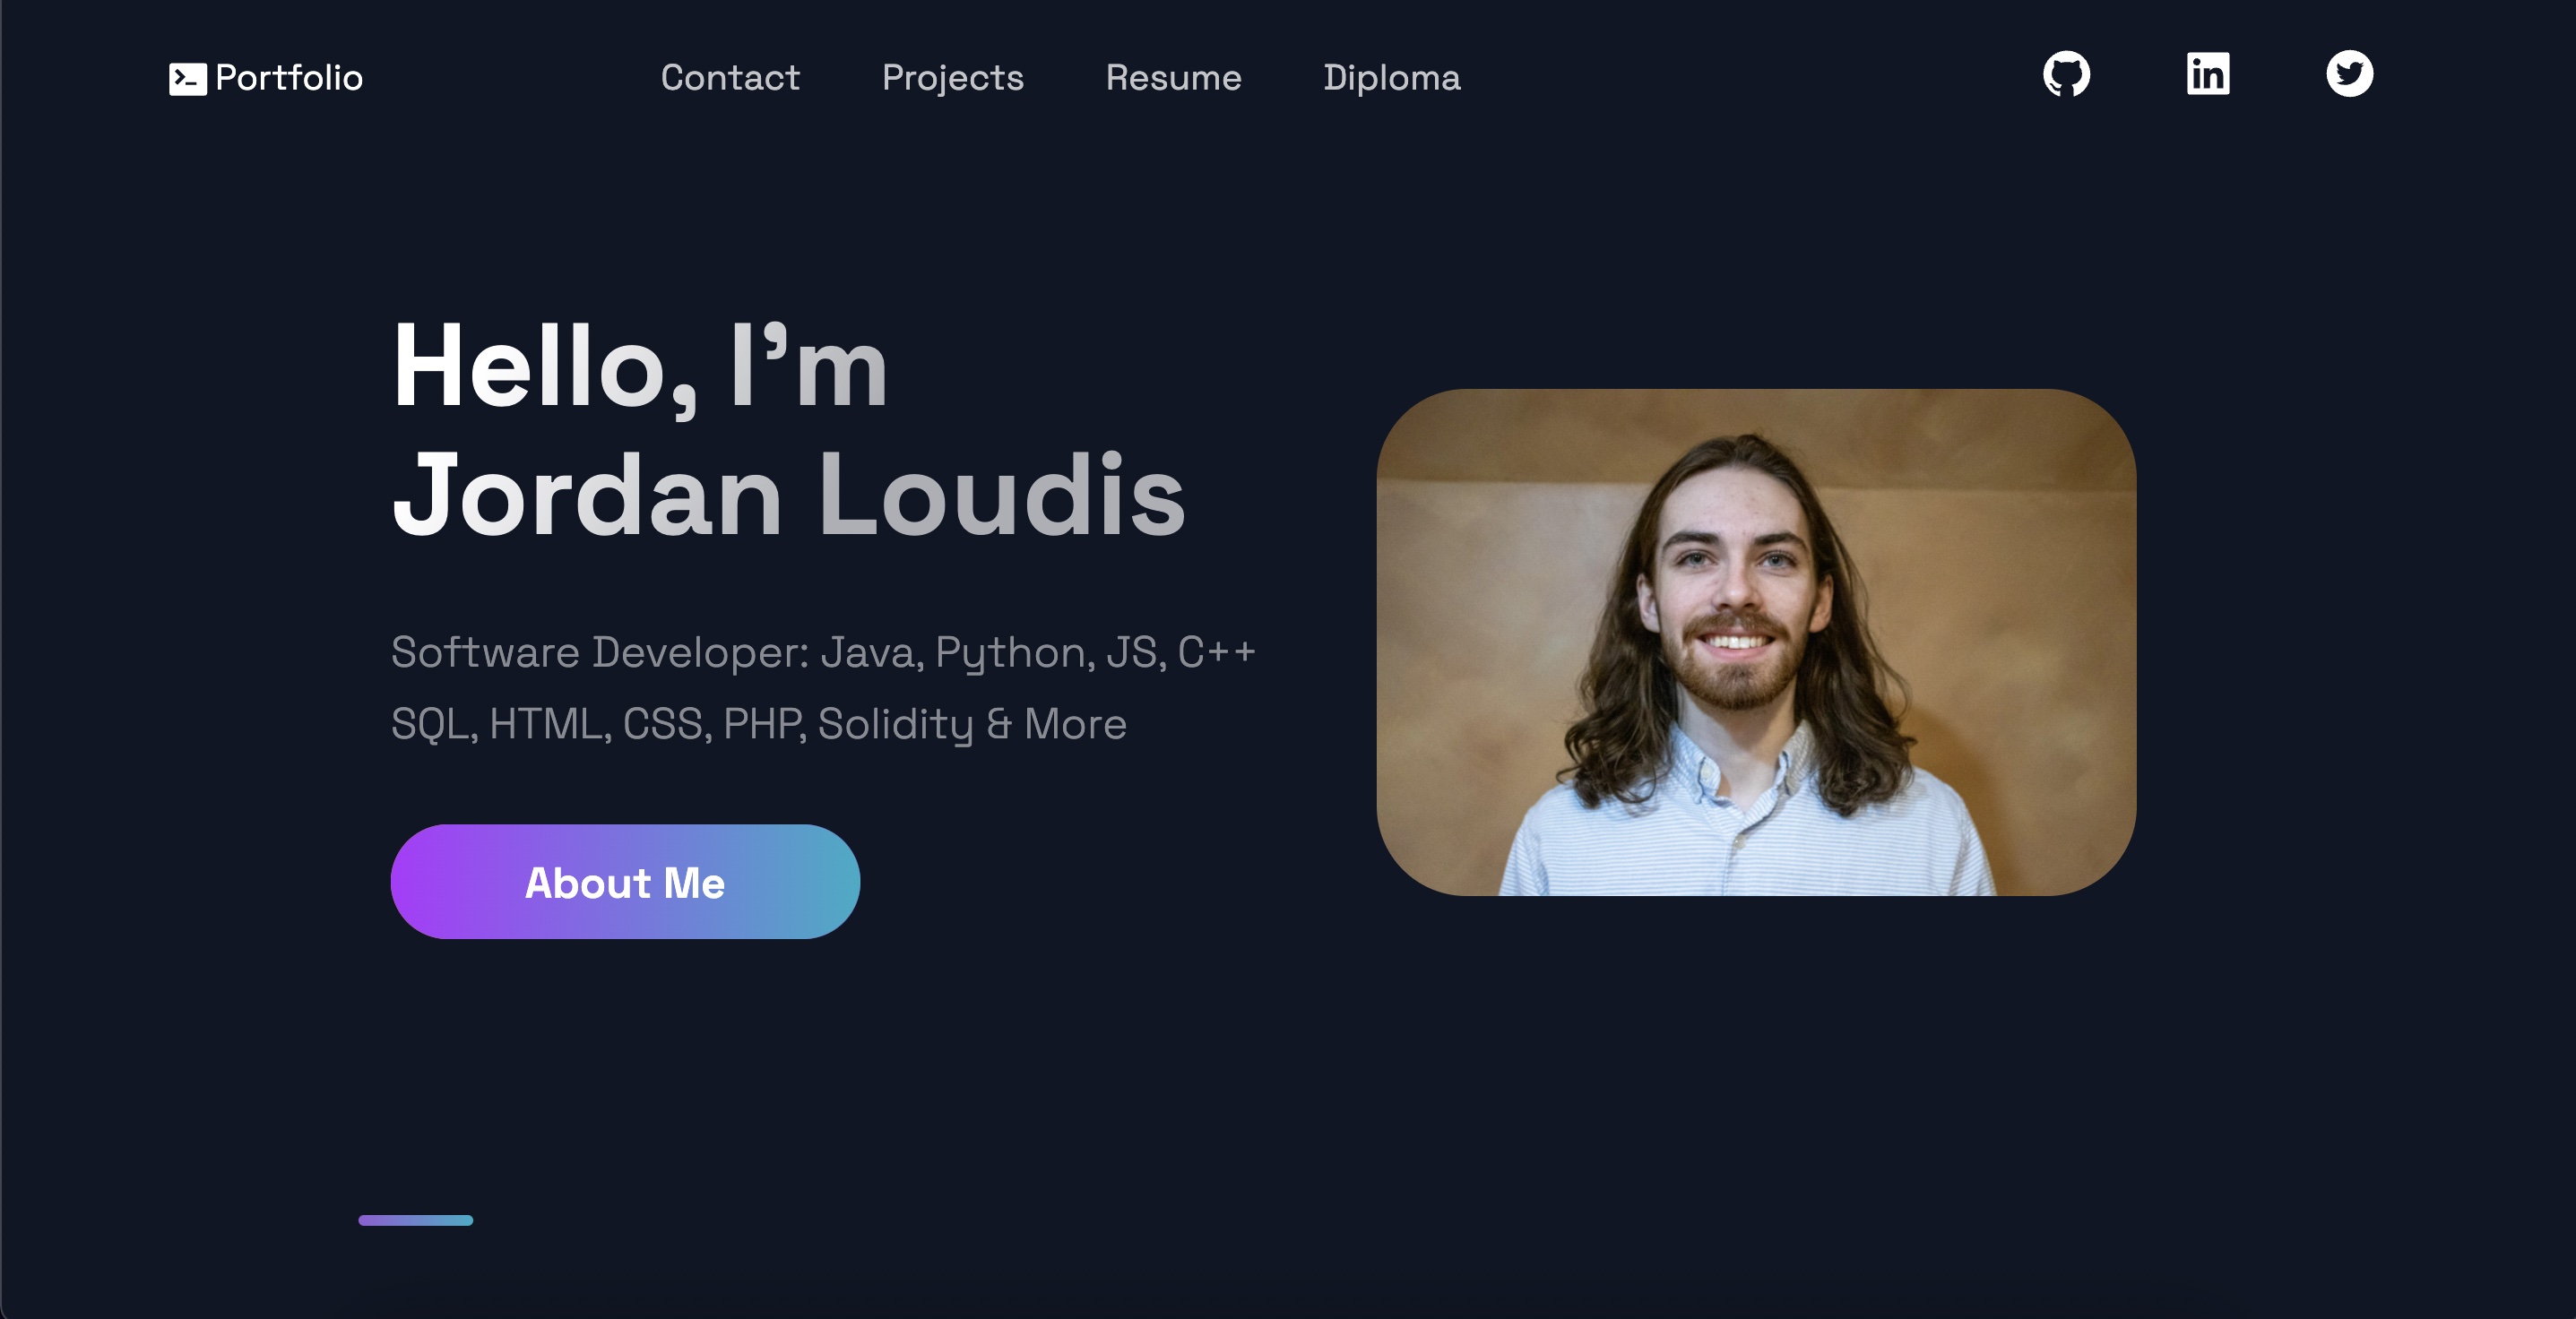 Portfolio
Contact Projects Resume Diploma
in
Hello, I’m
Jordan Loudis
Software Developer: Java, Python, JS, C++
SQL, HTML, CSS, PHP, Solidity & More
About Me